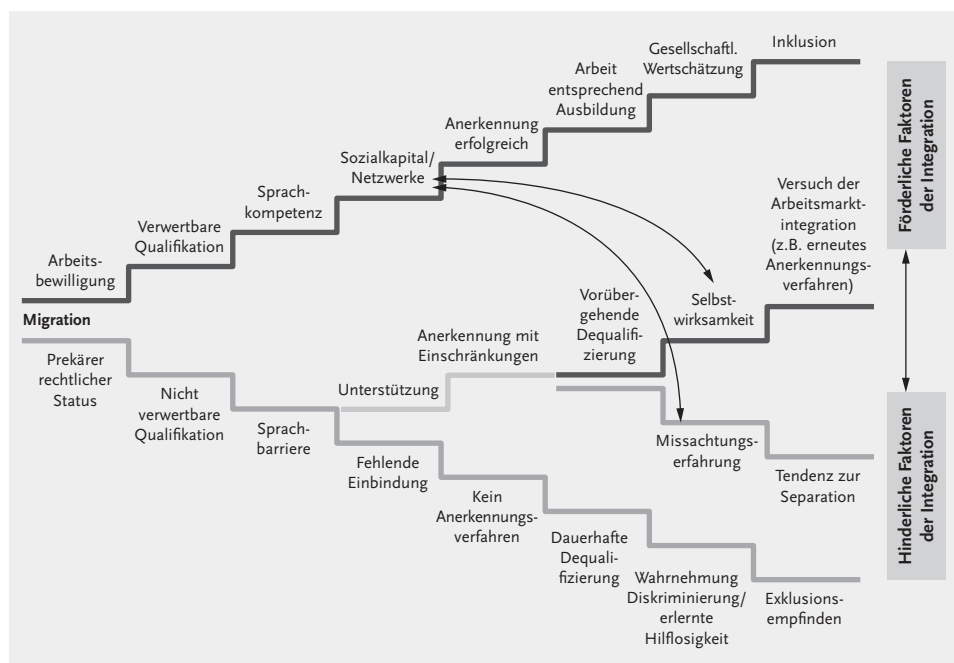 Inklusion
Gesellschaftl.
Wertschätzung
Arbeit
entsprechend
Ausbildung
Anerkennung
erfolgreich
Sozialkapital/
Netzwerke
Sprach-
kompetenz
Verwertbare
Qualifikation
Arbeits-
bewilligung
Migration
Prekärer
rechtlicher
Status
Nicht
verwertbare
Qualifikation
Sprach-
barriere
Unterstützung
Anerkennung mit
Einschränkungen
Vorüber-
gehende
Dequalifi-
zierung
Selbst-
wirksamkeit
Versuch der
Arbeitsmarkt-
integration
(z.B. erneutes
Anerkennungs-
verfahren)
Missachtungs-
erfahrung
Tendenz zur
Separation
Fehlende
Einbindung
Kein
Anerkennungs-
verfahren
Dauerhafte
Dequali-
fizierung
Wahrnehmung
Diskriminierung/
erlernte
Hilflosigkeit
Exklusions-
empfinden
Förderliche Faktoren
der Integration
Hinderliche Faktoren
der Integration